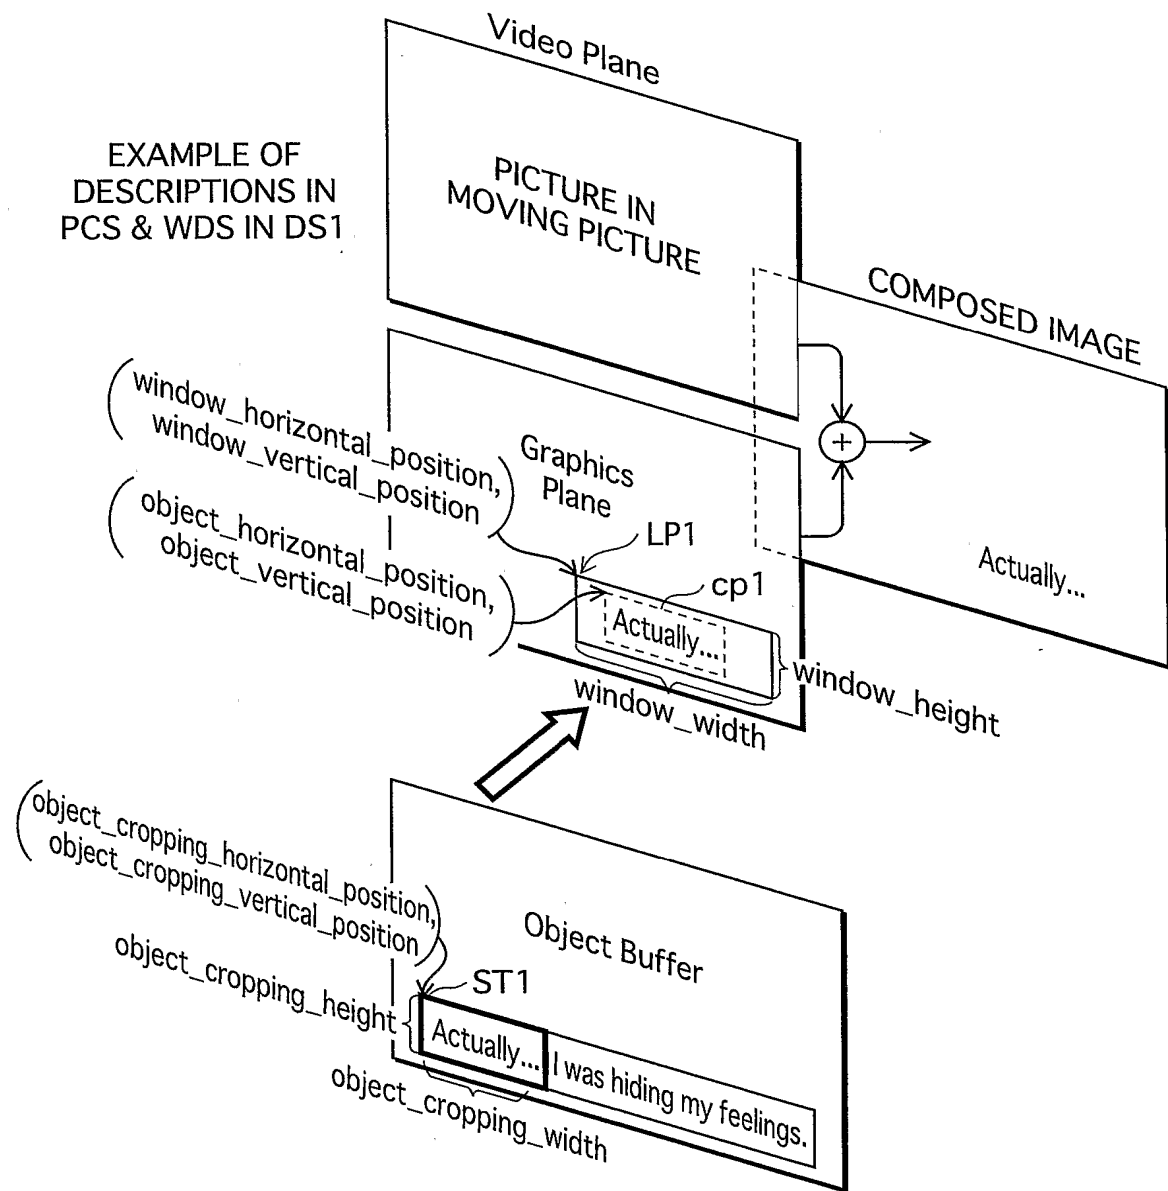 Video Plane
EXAMPLE OF
DESCRIPTIONS IN
PCS & WDS IN DS1
PICTURE IN
MOVING PICTURE
COMPOSED IMAGE
(window_horizontal_position,
window_vertical_position)
Graphics
Plane
(object_horizontal_position,
object_vertical_position)
LP1
cp1
Actually...
Actually...
+
window_height
window_width
(object_cropping_horizontal_position,
object_cropping_vertical_position)
Object Buffer
object_cropping_height
ST1
Actually... I was hiding my feelings.
object_cropping_width